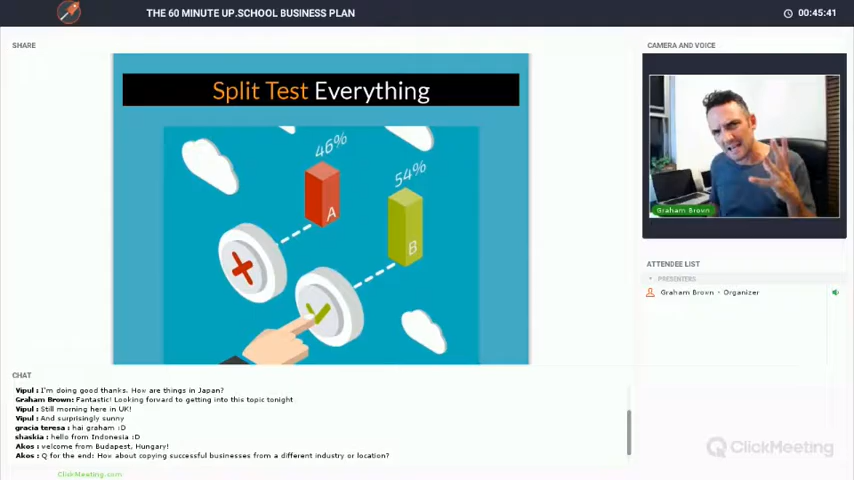 THE 60 MINUTE UP.SCHOOL BUSINESS PLAN
00:45:41
SHARE
Split Test Everything
46%
A
54%
B
CAMERA AND VOICE
Graham Brown
ATTENDEE LIST
PRESENTERS
Graham Brown - Organizer
CHAT
Vipul : I'm doing good thanks. How are things in Japan?
Graham Brown: Fantastic! Looking forward to getting into this topic tonight
Vipul : Still morning here in UK!
Vipul : And surprisingly sunny
gracia teresa : hai graham :D
shaskia : hello from Indonesia :D
Akos : welcome from Budapest, Hungary!
Akos : Q for the end: How about copying successful businesses from a different industry or location?
ClickMeeting.com
ClickMeeting